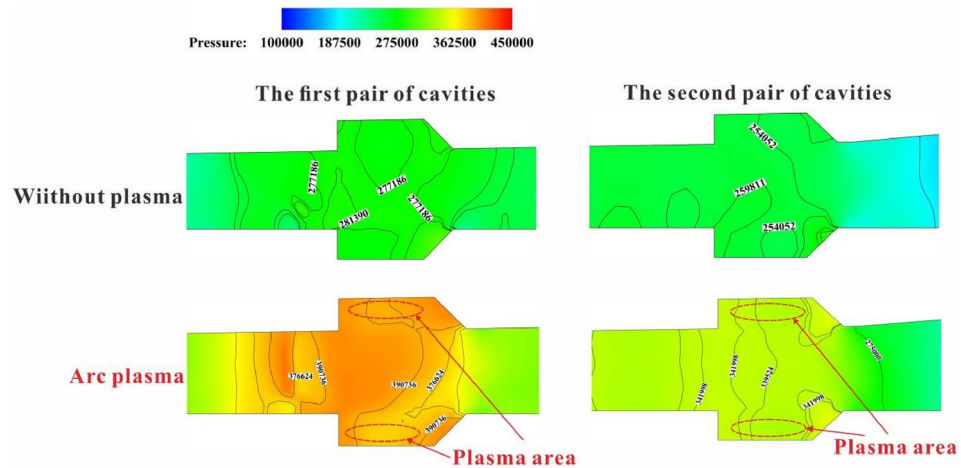 Pressure: 100000 187500 275000 362500 450000
The first pair of cavities
The second pair of cavities
Wiithout plasma
277186
277186
281390
277186
254052
259811
254052
Arc plasma
376624
390736
390736
376624
390736
341998
341998
339824
341998
275000
Plasma area
Plasma area